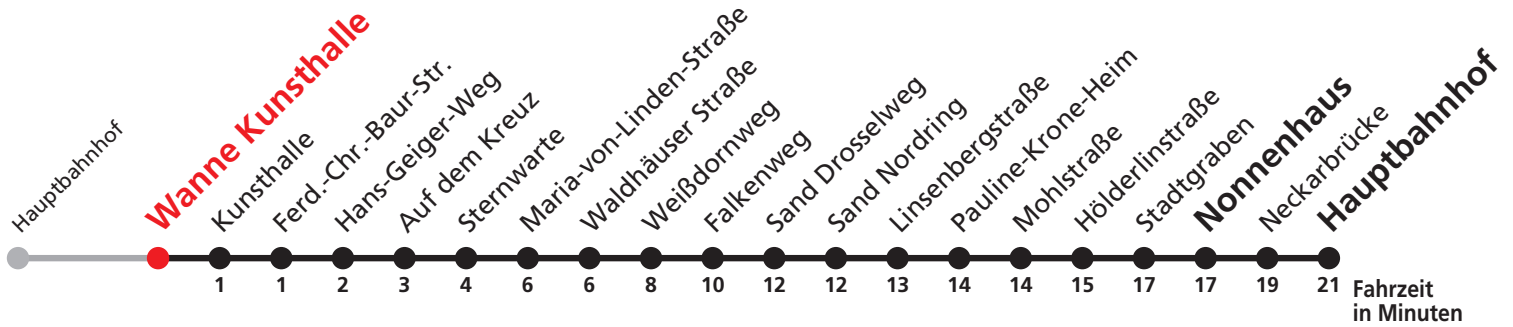 Hauptbahnhof
Wanne Kunsthalle
Kunsthalle
Ferd.-Chr.-Baur-Str.
Hans-Geiger-Weg
Auf dem Kreuz
Sternwarte
Maria-von-Linden-Straße
Waldhäuser Straße
Weißdornweg
Falkenweg
Sand Drosselweg
Sand Nordring
Linsenbergstraße
Pauline-Krone-Heim
Mohlstraße
Hölderlinstraße
Stadtgraben
Nonnenhaus
Neckarbrücke
Hauptbahnhof
1 1 2 3 4 6 6 8 10 12 12 13 14 14 15 17 17 19 21
Fahrzeit
in Minuten